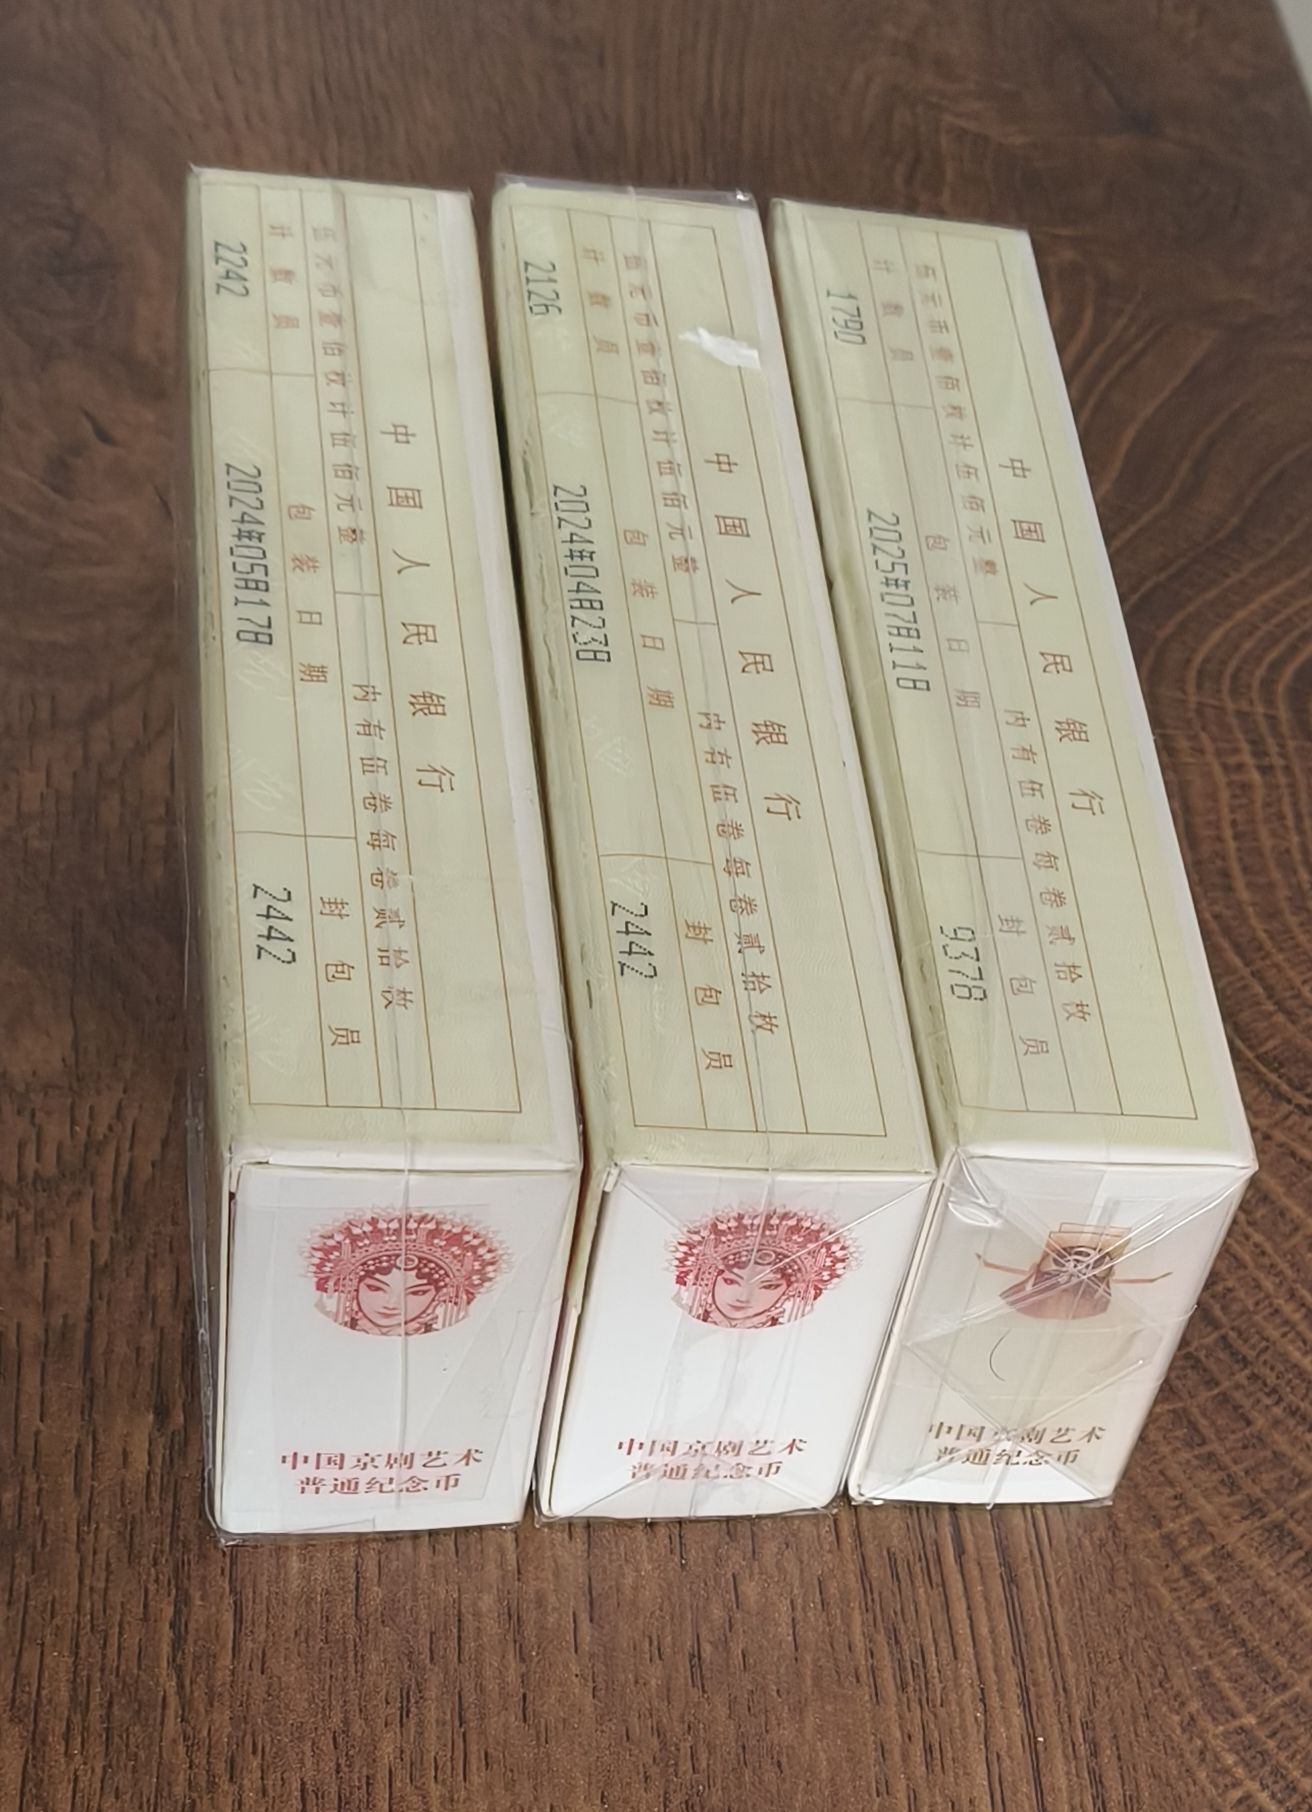 中国人民银行
伍元币壹佰枚计伍佰元整
内有伍卷每卷贰拾枚
计数员
包装日期
封包员
2242
2024年05月17日
2442
中国京剧艺术
普通纪念币
中国人民银行
伍元币壹佰枚计伍佰元整
内有伍卷每卷贰拾枚
计数员
包装日期
封包员
2126
2024年04月23日
2442
中国京剧艺术
普通纪念币
中国人民银行
伍元币壹佰枚计伍佰元整
内有伍卷每卷贰拾枚
计数员
包装日期
封包员
1790
2025年07月11日
9378
中国京剧艺术
普通纪念币